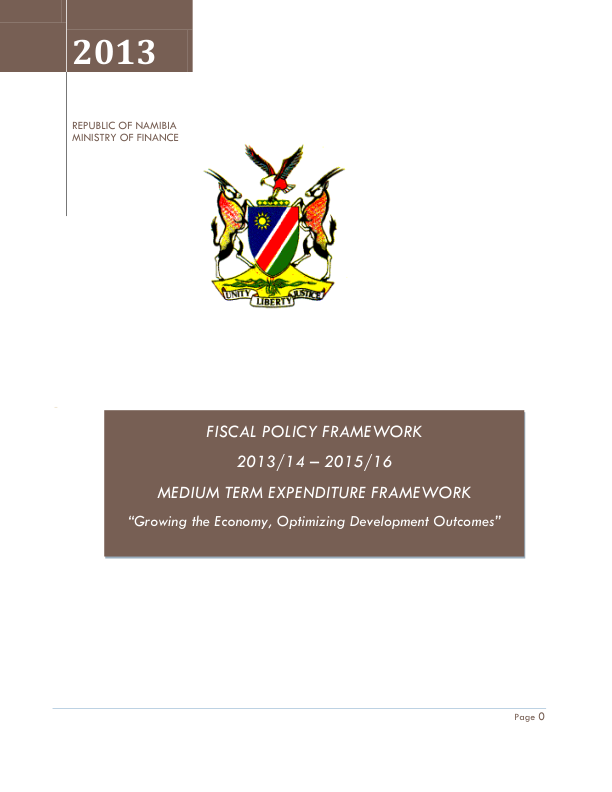 2013
REPUBLIC OF NAMIBIA
MINISTRY OF FINANCE
UNITY LIBERTY JUSTICE
FISCAL POLICY FRAMEWORK
2013/14 – 2015/16
MEDIUM TERM EXPENDITURE FRAMEWORK
“Growing the Economy, Optimizing Development Outcomes”
Page 0